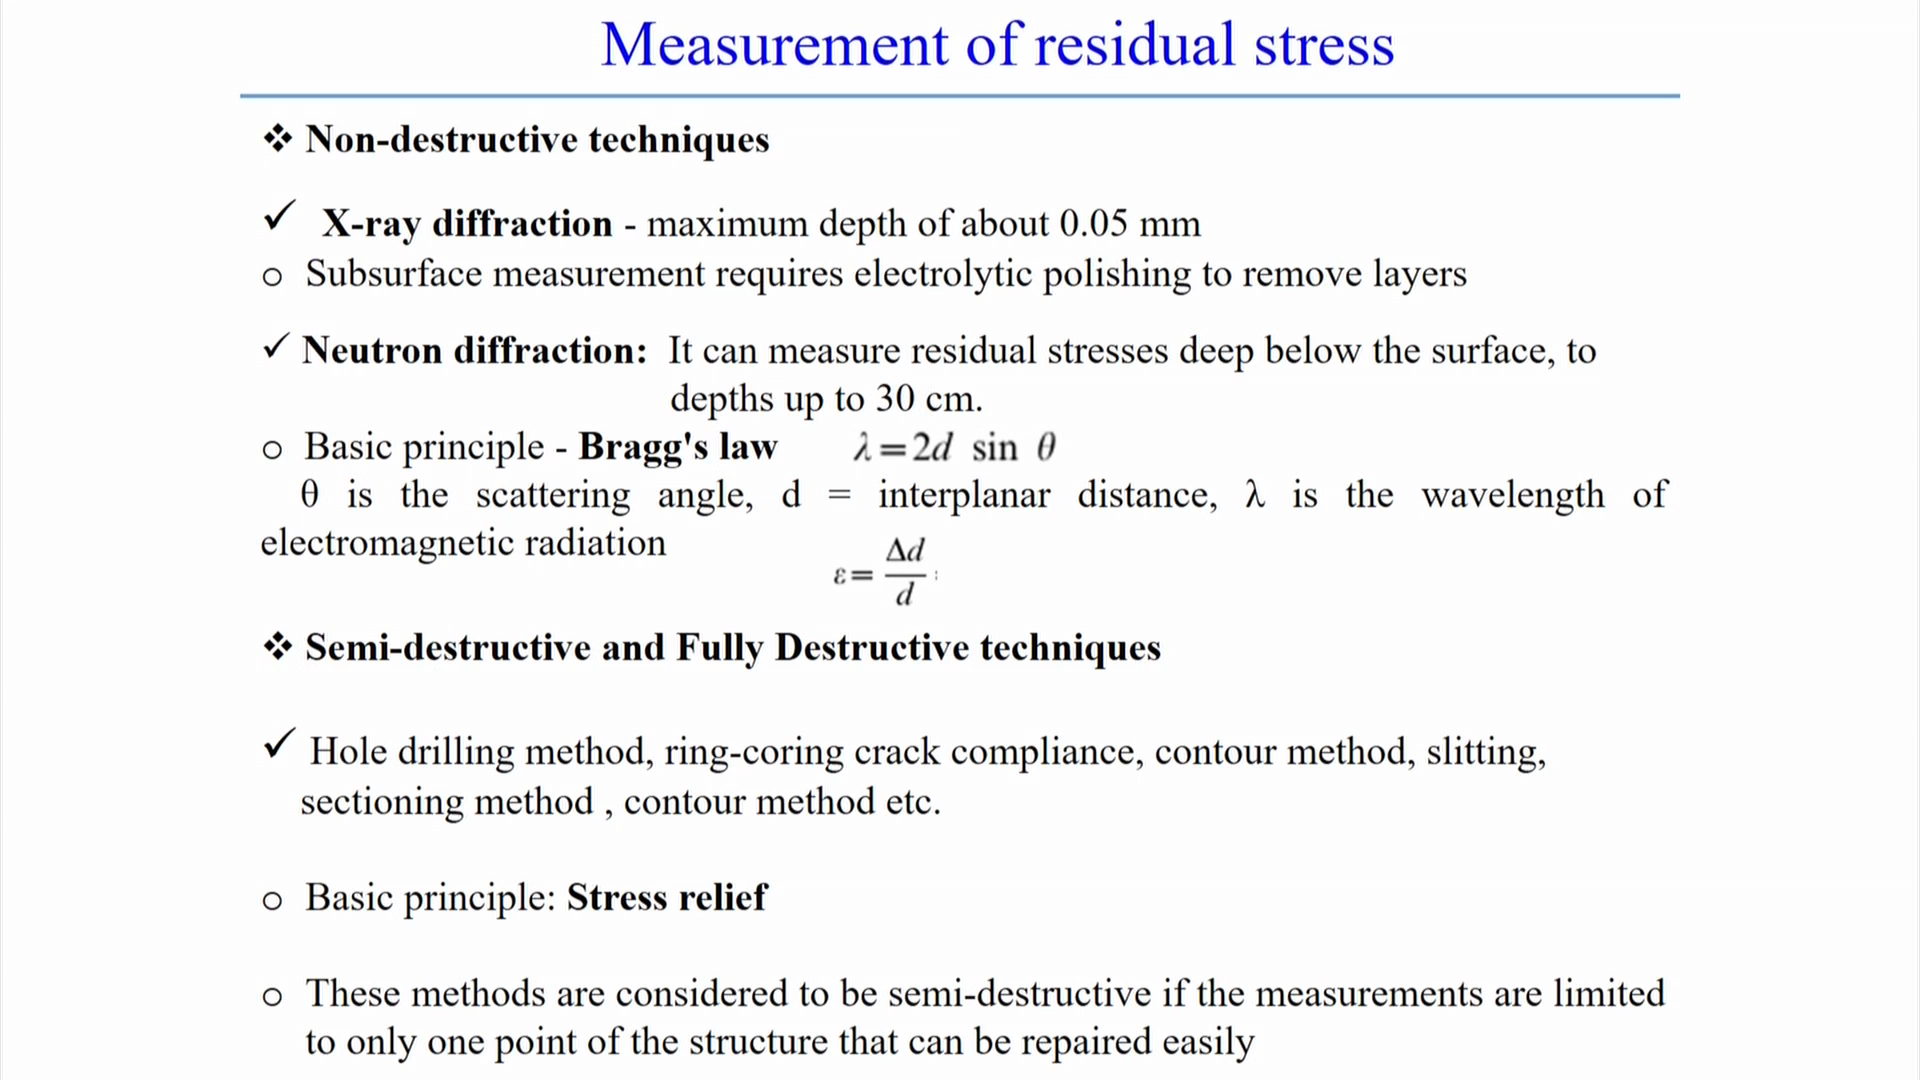 Measurement of residual stress
❖ Non-destructive techniques
✓ X-ray diffraction - maximum depth of about 0.05 mm
o Subsurface measurement requires electrolytic polishing to remove layers
✓ Neutron diffraction: It can measure residual stresses deep below the surface, to
depths up to 30 cm.
o Basic principle - Bragg's law λ=2d sin θ
θ is the scattering angle, d = interplanar distance, λ is the wavelength of
electromagnetic radiation
ε= Δd/d
❖ Semi-destructive and Fully Destructive techniques
✓ Hole drilling method, ring-coring crack compliance, contour method, slitting,
sectioning method , contour method etc.
o Basic principle: Stress relief
o These methods are considered to be semi-destructive if the measurements are limited
to only one point of the structure that can be repaired easily